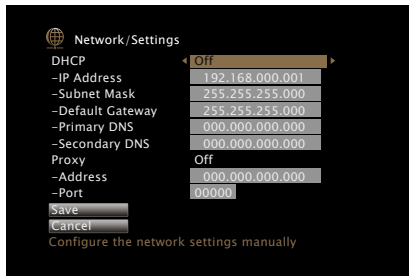 Network/Settings
DHCP Off
-IP Address 192.168.000.001
-Subnet Mask 255.255.255.000
-Default Gateway 255.255.255.000
-Primary DNS 000.000.000.000
-Secondary DNS 000.000.000.000
Proxy Off
-Address 000.000.000.000
-Port 00000
Save
Cancel
Configure the network settings manually